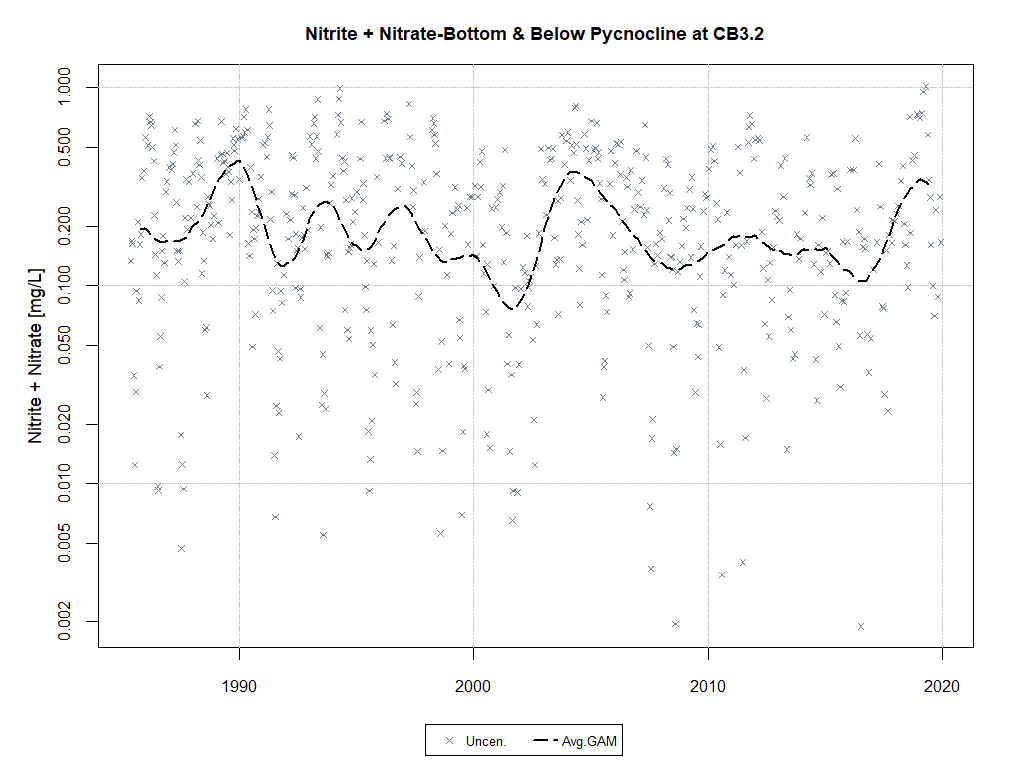 Nitrite + Nitrate-Bottom & Below Pycnocline at CB3.2
Nitrite + Nitrate [mg/L]
1.000
0.500
0.200
0.100
0.050
0.020
0.010
0.005
0.002
1990 2000 2010 2020
Uncen. Avg.GAM